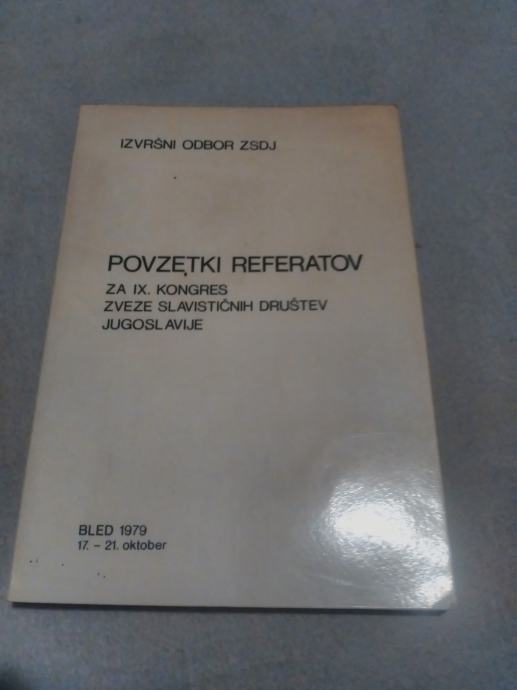 IZVRŠNI ODBOR ZSDJ
POVZETKI REFERATOV
ZA IX. KONGRES
ZVEZE SLAVISTIČNIH DRUŠTEV
JUGOSLAVIJE
BLED 1979
17. - 21. oktober